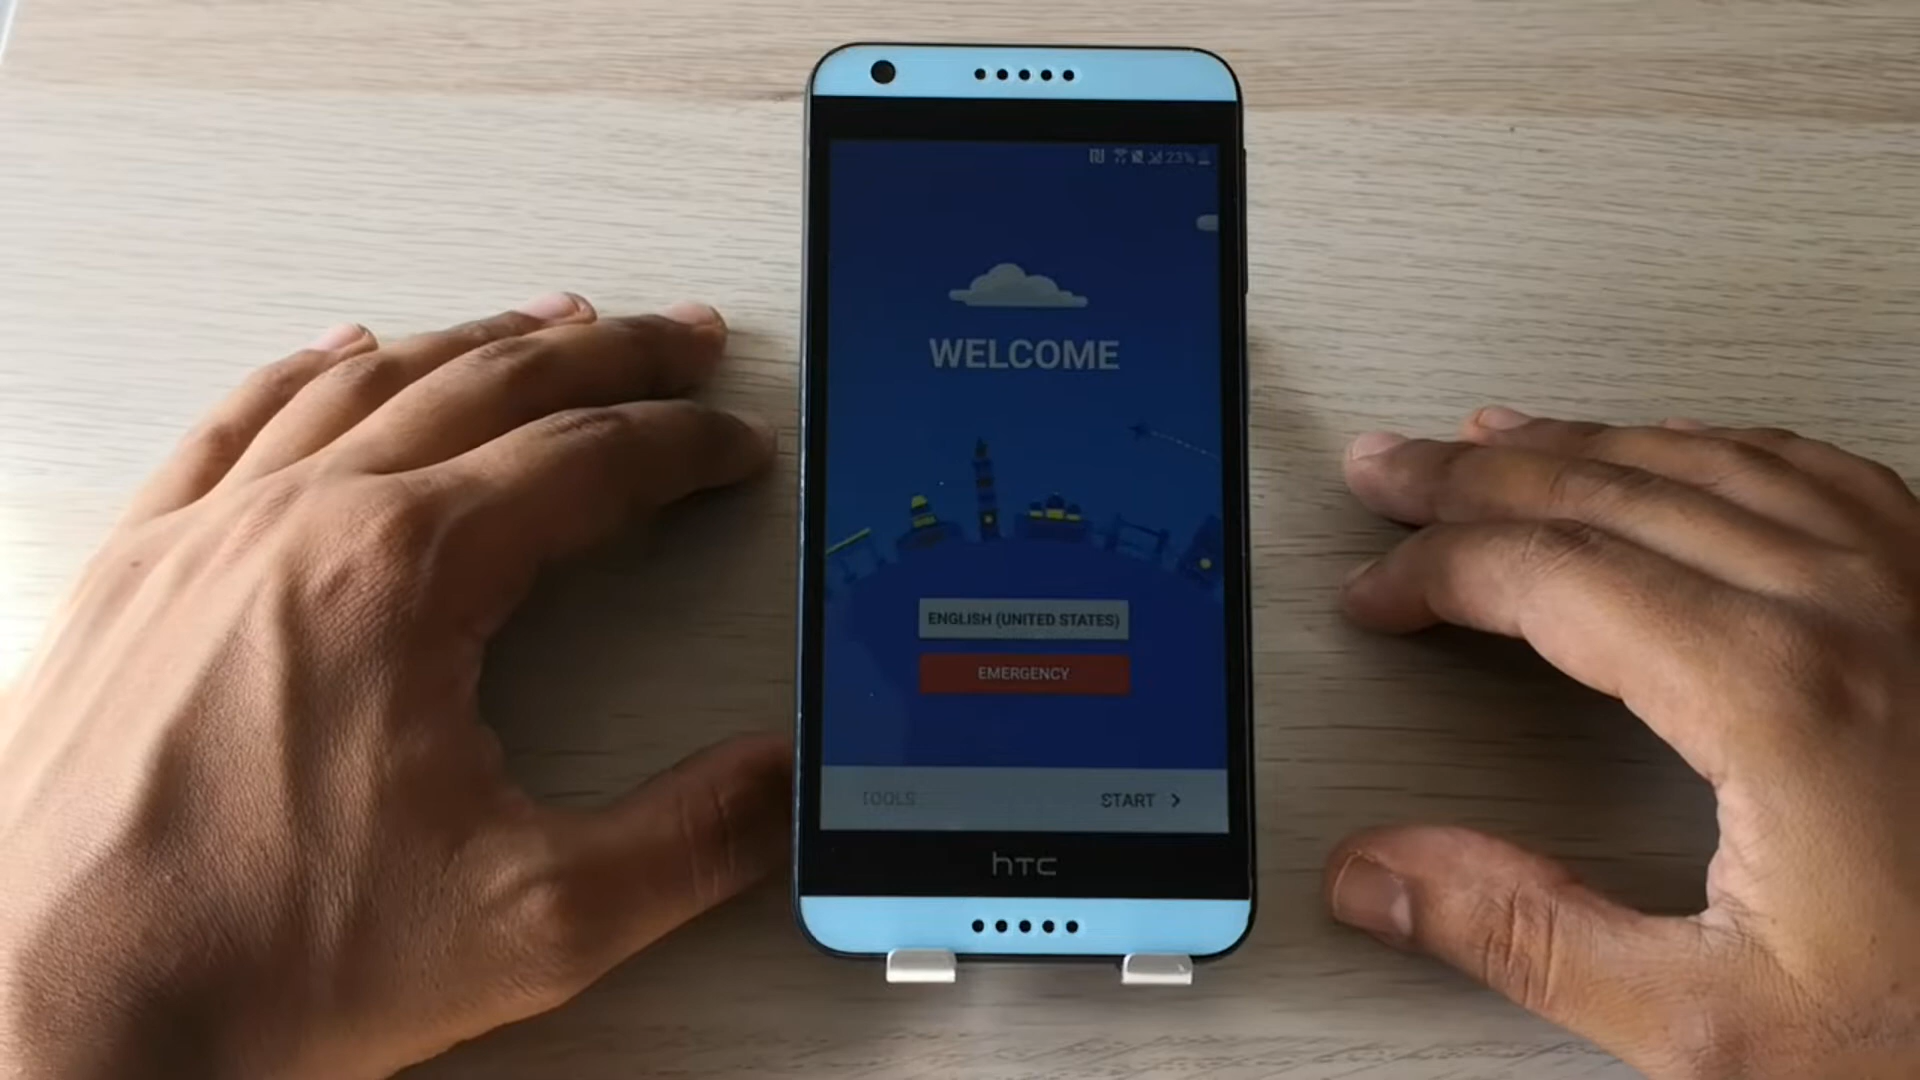 23%
WELCOME
ENGLISH (UNITED STATES)
EMERGENCY
TOOLS
START
hTC